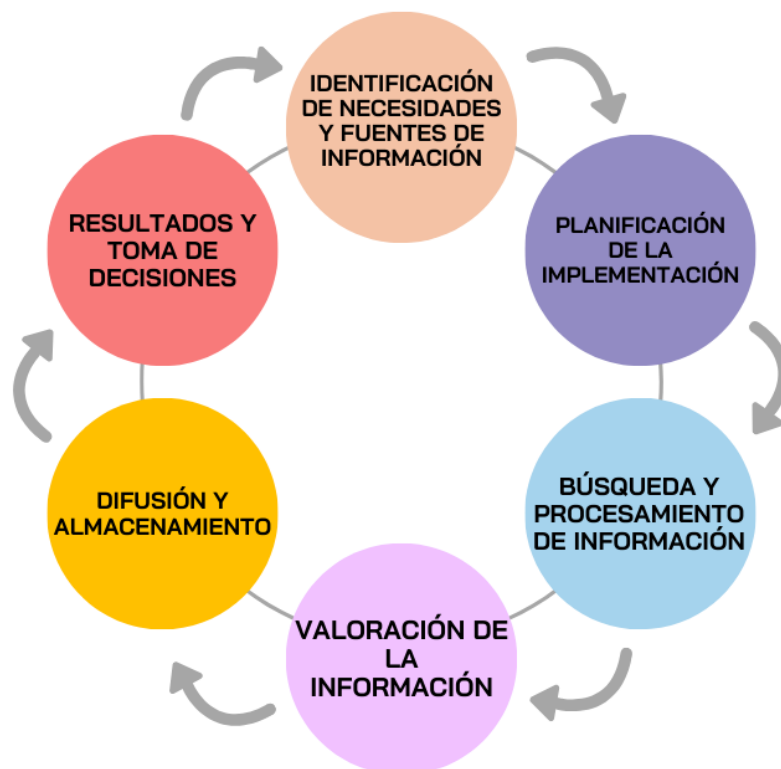 IDENTIFICACIÓN
DE NECESIDADES
Y FUENTES DE
INFORMACIÓN
PLANIFICACIÓN
DE LA
IMPLEMENTACIÓN
BÚSQUEDA Y
PROCESAMIENTO
DE INFORMACIÓN
VALORACIÓN DE
LA
INFORMACIÓN
DIFUSIÓN Y
ALMACENAMIENTO
RESULTADOS Y
TOMA DE
DECISIONES